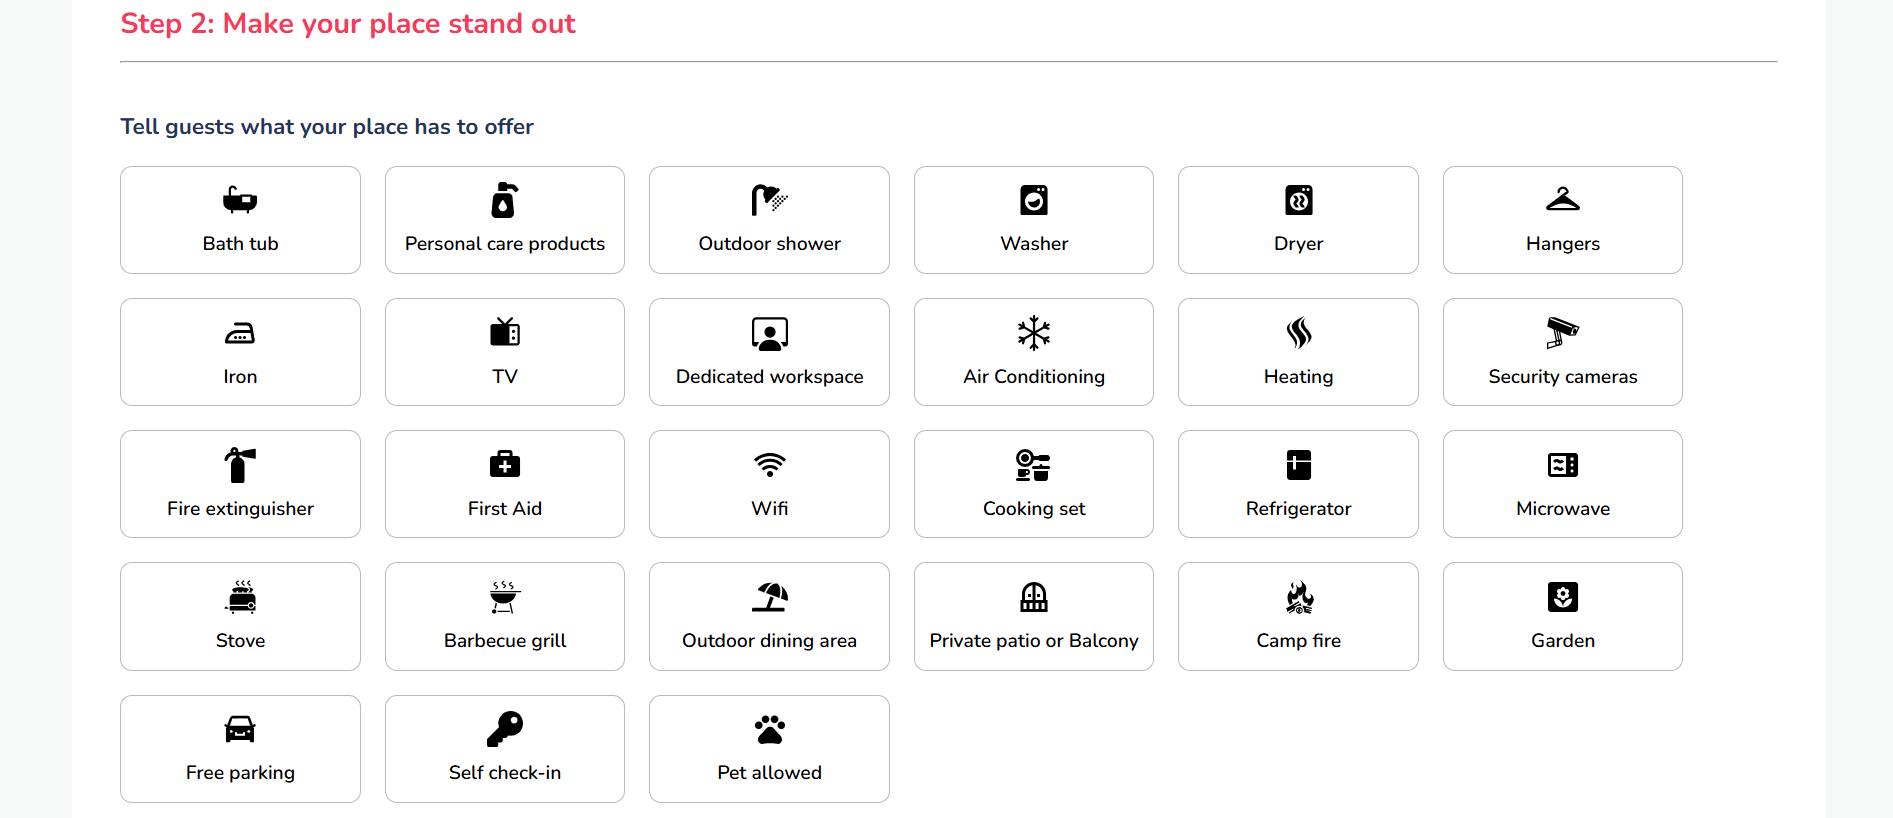 Step 2: Make your place stand out
Tell guests what your place has to offer
Bath tub
Personal care products
Outdoor shower
Washer
Dryer
Hangers
Iron
TV
Dedicated workspace
Air Conditioning
Heating
Security cameras
Fire extinguisher
First Aid
Wifi
Cooking set
Refrigerator
Microwave
Stove
Barbecue grill
Outdoor dining area
Private patio or Balcony
Camp fire
Garden
Free parking
Self check-in
Pet allowed